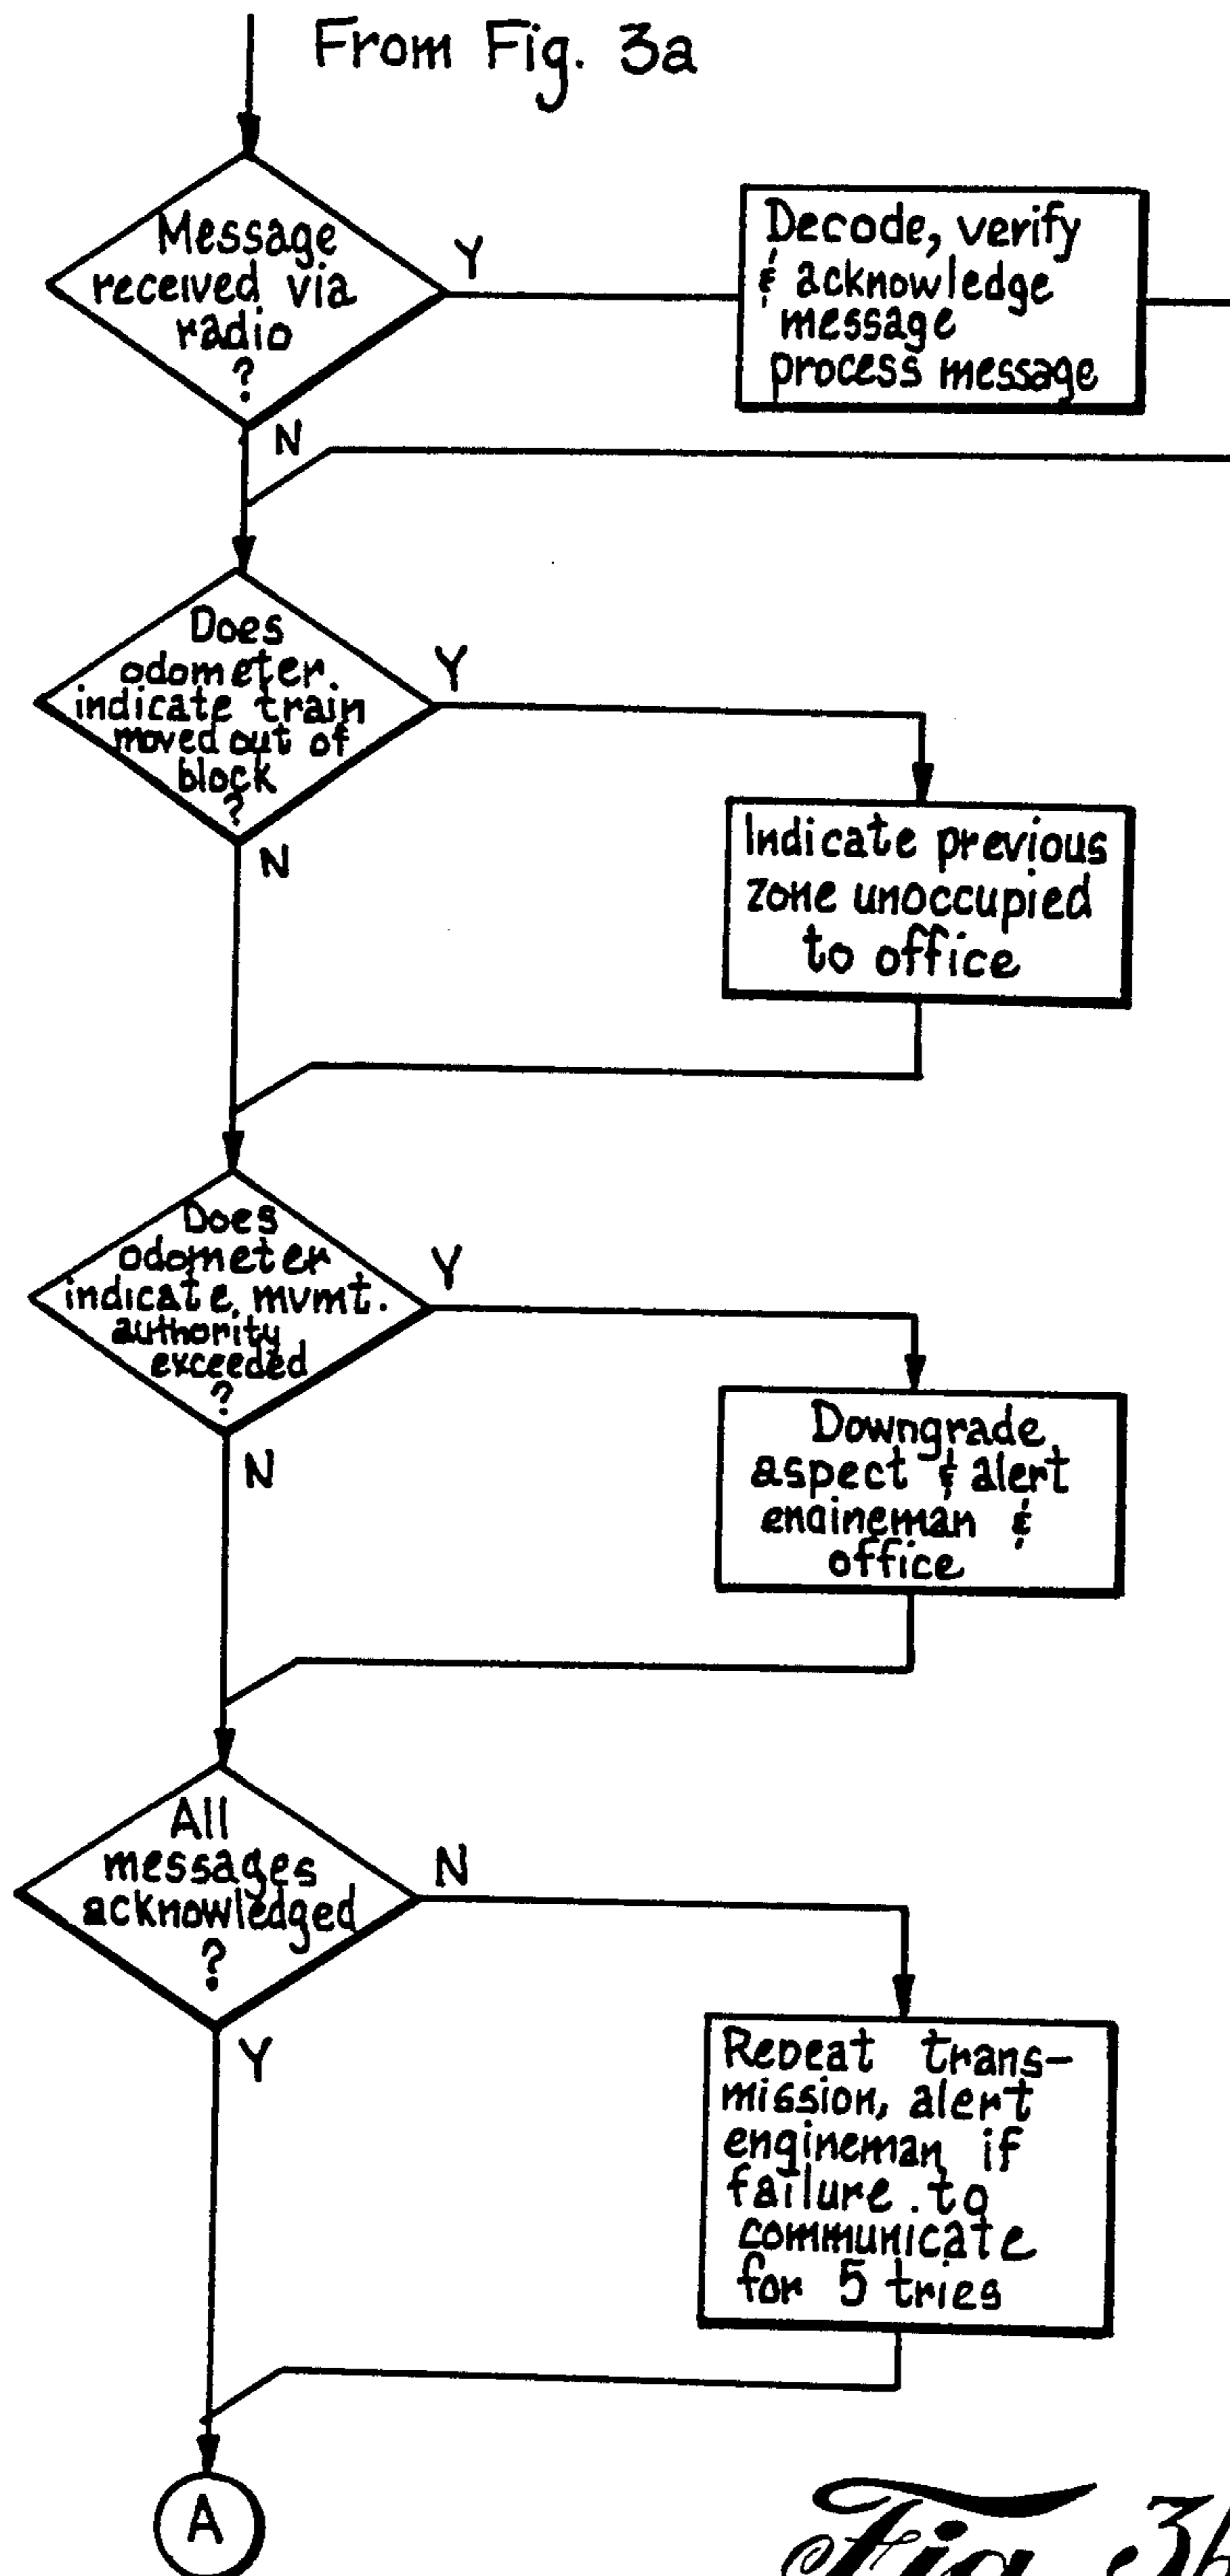 From Fig. 3a
Message
received via
radio
?
Y
N
Decode, verify
& acknowledge
message
process message
Does
odometer
indicate train
moved out of
block
?
Y
N
Indicate previous
zone unoccupied
to office
Does
odometer
indicate mvmt.
authority
exceeded
?
Y
N
Downgrade
aspect & alert
engineman &
office
All
messages
acknowledged
?
N
Y
Repeat trans-
mission, alert
engineman if
failure to
communicate
for 5 tries
A
Fig. 3b